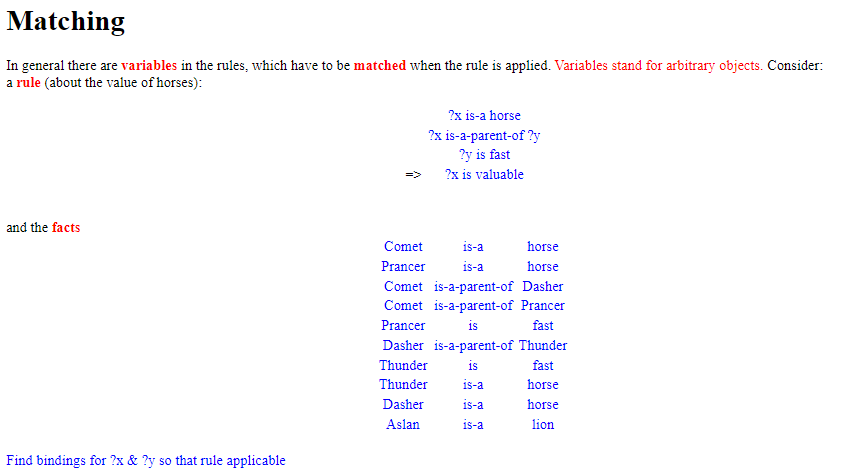 Matching
In general there are variables in the rules, which have to be matched when the rule is applied. Variables stand for arbitrary objects. Consider:
a rule (about the value of horses):
?x is-a horse
?x is-a-parent-of ?y
?y is fast
=> ?x is valuable
and the facts
Comet is-a horse
Prancer is-a horse
Comet is-a-parent-of Dasher
Comet is-a-parent-of Prancer
Prancer is fast
Dasher is-a-parent-of Thunder
Thunder is fast
Thunder is-a horse
Dasher is-a horse
Aslan is-a lion
Find bindings for ?x & ?y so that rule applicable